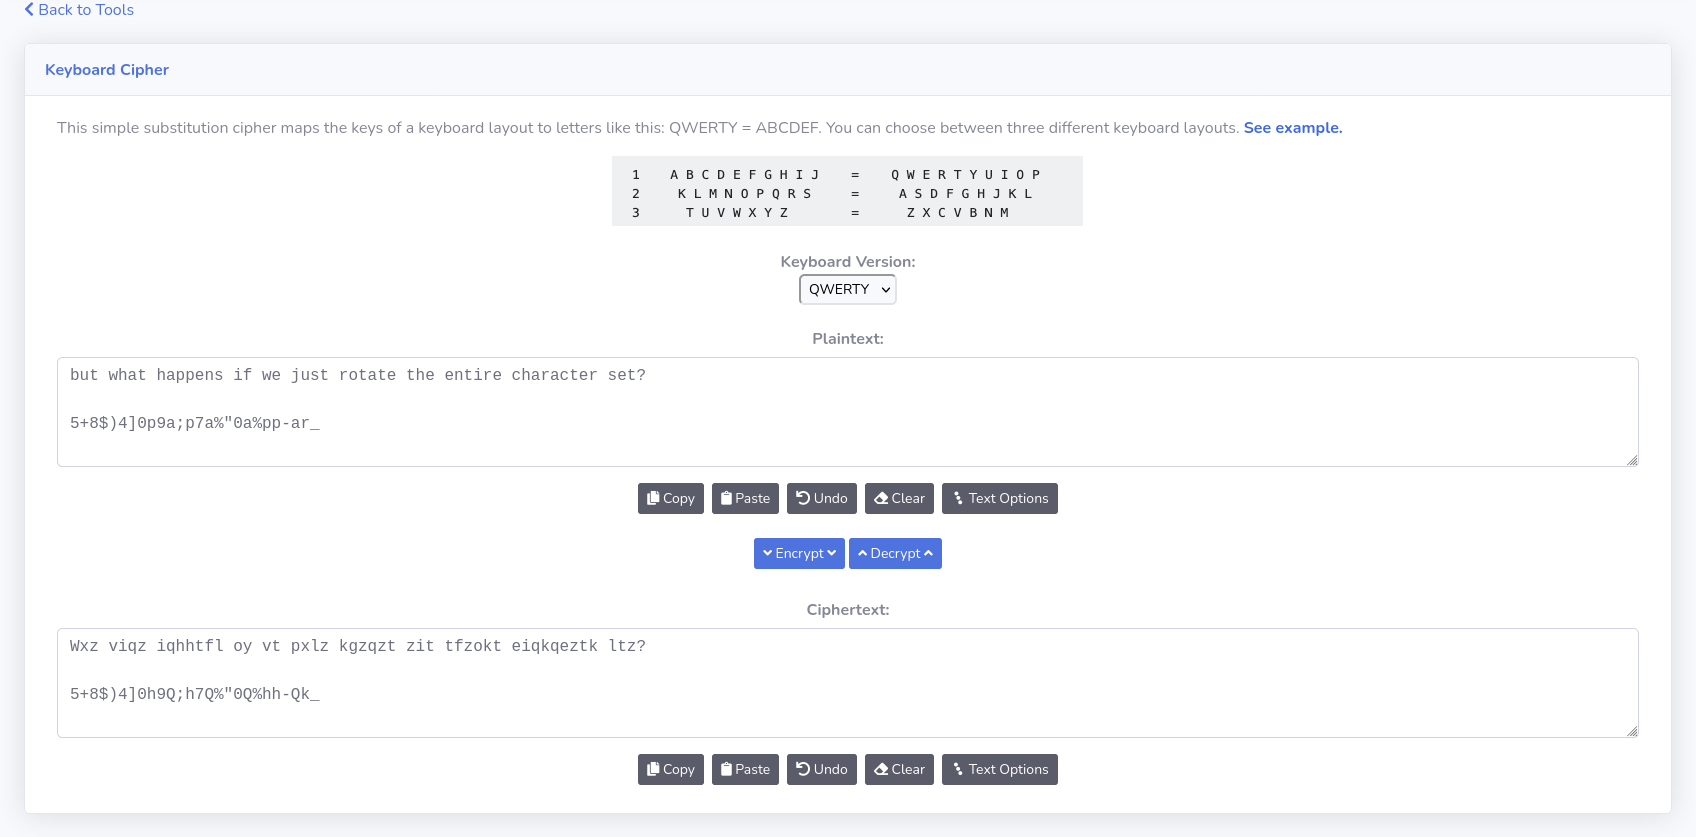 Back to Tools
Keyboard Cipher
This simple substitution cipher maps the keys of a keyboard layout to letters like this: QWERTY = ABCDEF. You can choose between three different keyboard layouts. See example.
1 A B C D E F G H I J = Q W E R T Y U I O P
2 K L M N O P Q R S = A S D F G H J K L
3 T U V W X Y Z = Z X C V B N M
Keyboard Version:
QWERTY
Plaintext:
but what happens if we just rotate the entire character set?
5+8$)4]0p9a;p7a%"0a%pp-ar_
Copy Paste Undo Clear Text Options
Encrypt Decrypt
Ciphertext:
Wxz viqz iqhhtfl oy vt pxlz kgzqzt zit tfzokt eiqkqeztk ltz?
5+8$)4]0h9Q;h7Q%"0Q%hh-Qk_
Copy Paste Undo Clear Text Options